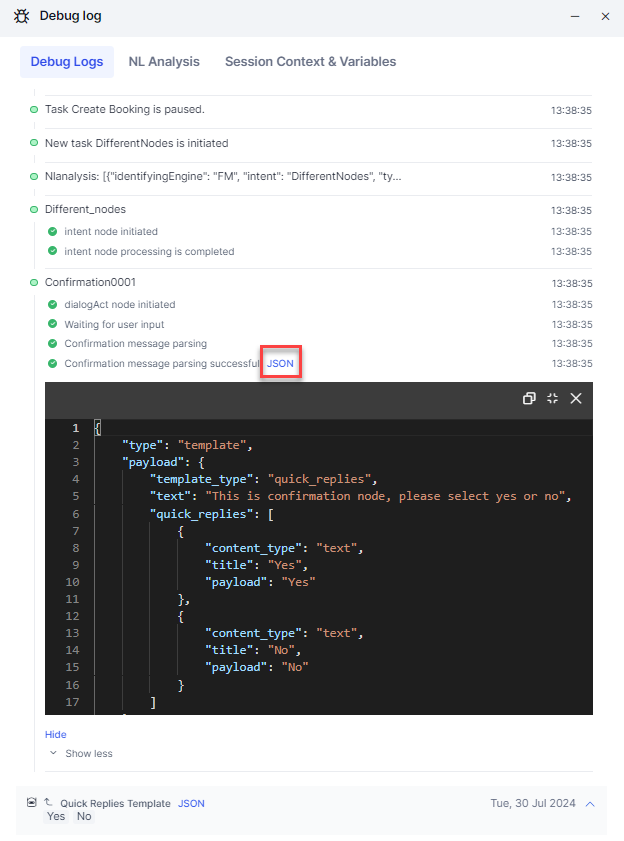 Debug log
Debug Logs NL Analysis Session Context & Variables
Task Create Booking is paused. 13:38:35
New task DifferentNodes is initiated 13:38:35
Nlanalysis: [{"identifyingEngine": "FM", "intent": "DifferentNodes", "ty... 13:38:35
Different_nodes 13:38:35
intent node initiated 13:38:35
intent node processing is completed 13:38:35
Confirmation0001 13:38:35
dialogAct node initiated 13:38:35
Waiting for user input 13:38:35
Confirmation message parsing 13:38:35
Confirmation message parsing successful JSON 13:38:35
1 {
2 "type": "template",
3 "payload": {
4 "template_type": "quick_replies",
5 "text": "This is confirmation node, please select yes or no",
6 "quick_replies": [
7 {
8 "content_type": "text",
9 "title": "Yes",
10 "payload": "Yes"
11 },
12 {
13 "content_type": "text",
14 "title": "No",
15 "payload": "No"
16 }
17 ]
Hide
Show less
Quick Replies Template JSON Tue, 30 Jul 2024
Yes No